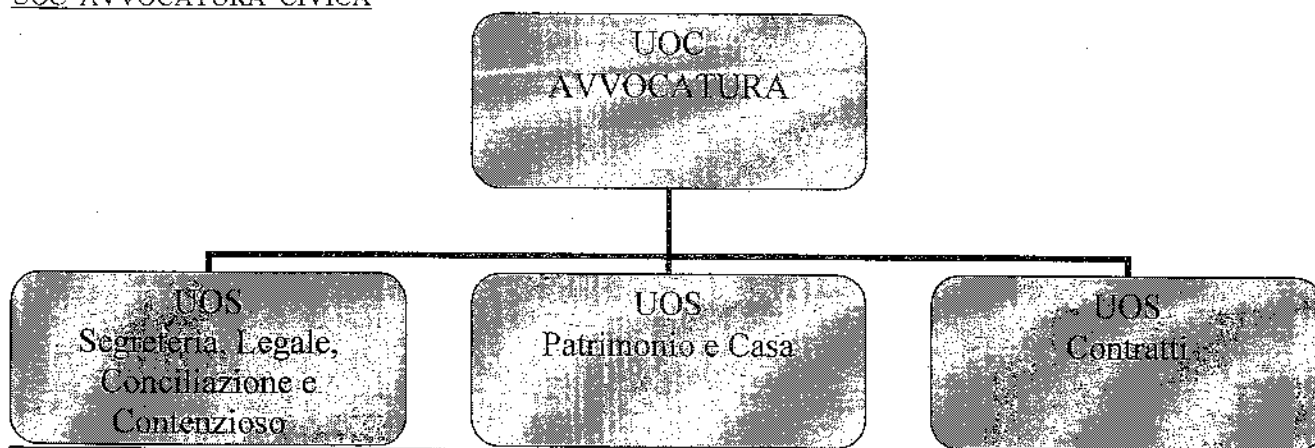 UOC AVVOCATURA CIVICA
UOC
AVVOCATURA
UOS
Segreteria, Legale,
Conciliazione e
Contenzioso
UOS
Patrimonio e Casa
UOS
Contratti